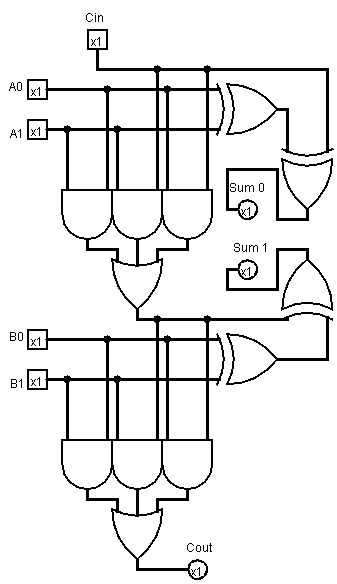 Cin
x1
A0 x1
A1 x1
Sum 0
x1
Sum 1
x1
B0 x1
B1 x1
Cout
x1